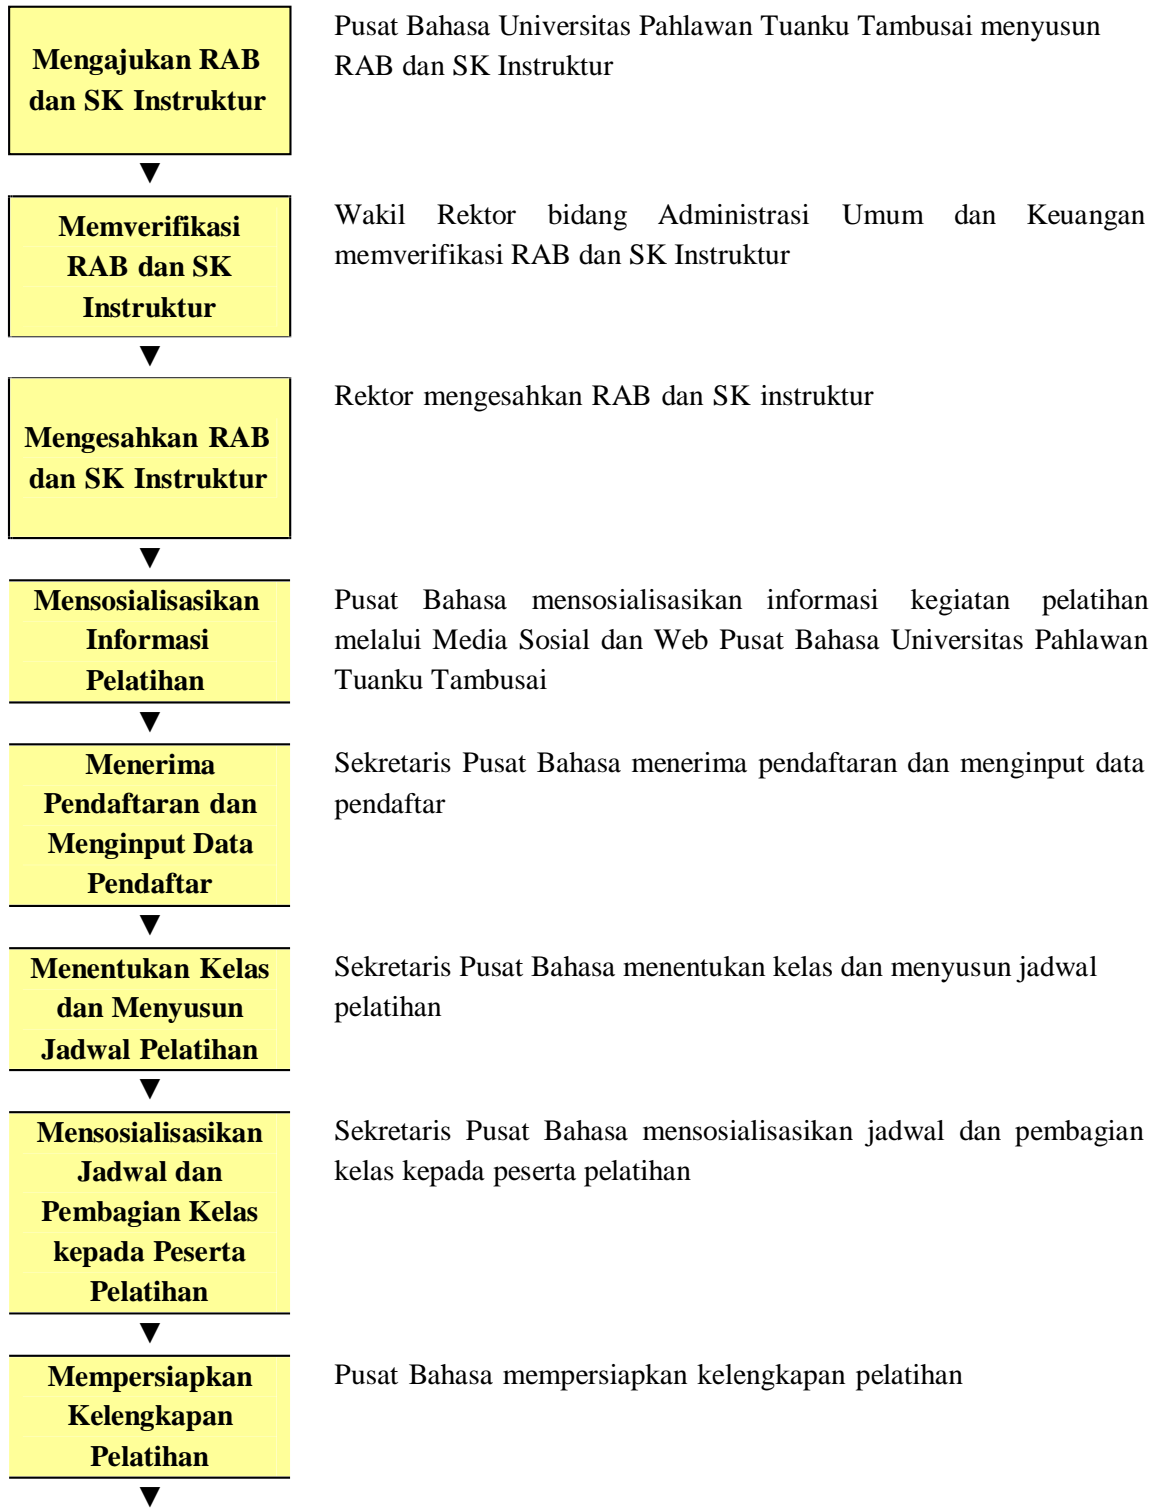 Mengajukan RAB
dan SK Instruktur
Pusat Bahasa Universitas Pahlawan Tuanku Tambusai menyusun
RAB dan SK Instruktur
Memverifikasi
RAB dan SK
Instruktur
Wakil Rektor bidang Administrasi Umum dan Keuangan
memverifikasi RAB dan SK Instruktur
Mengesahkan RAB
dan SK Instruktur
Rektor mengesahkan RAB dan SK instruktur
Mensosialisasikan
Informasi
Pelatihan
Pusat Bahasa mensosialisasikan informasi kegiatan pelatihan
melalui Media Sosial dan Web Pusat Bahasa Universitas Pahlawan
Tuanku Tambusai
Menerima
Pendaftaran dan
Menginput Data
Pendaftar
Sekretaris Pusat Bahasa menerima pendaftaran dan menginput data
pendaftar
Menentukan Kelas
dan Menyusun
Jadwal Pelatihan
Sekretaris Pusat Bahasa menentukan kelas dan menyusun jadwal
pelatihan
Mensosialisasikan
Jadwal dan
Pembagian Kelas
kepada Peserta
Pelatihan
Sekretaris Pusat Bahasa mensosialisasikan jadwal dan pembagian
kelas kepada peserta pelatihan
Mempersiapkan
Kelengkapan
Pelatihan
Pusat Bahasa mempersiapkan kelengkapan pelatihan